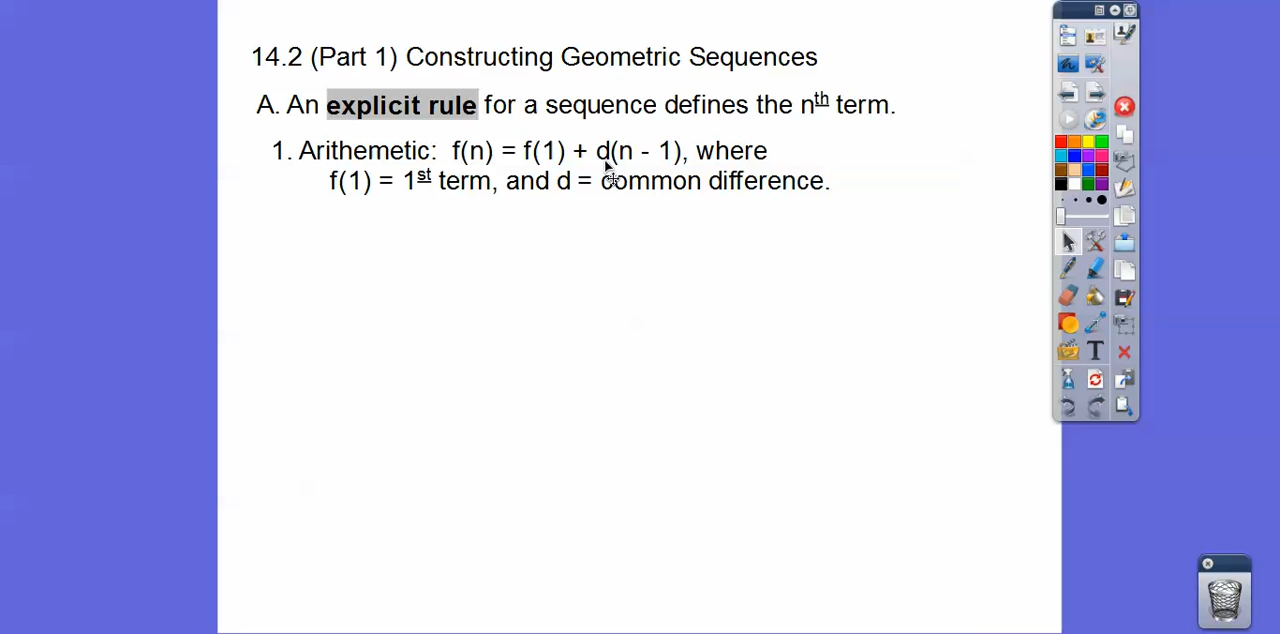 14.2 (Part 1) Constructing Geometric Sequences
A. An explicit rule for a sequence defines the nth term.
1. Arithemetic: f(n) = f(1) + d(n - 1), where
f(1) = 1st term, and d = common difference.
T